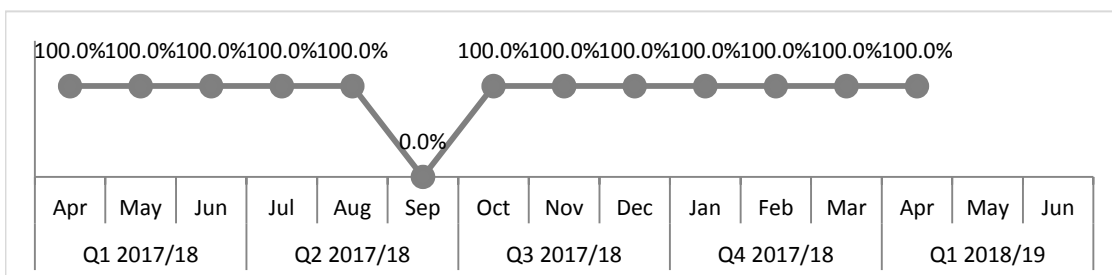 100.0% 100.0% 100.0% 100.0% 100.0% 100.0% 100.0% 100.0% 100.0% 100.0% 100.0% 100.0%
0.0%
Apr May Jun Jul Aug Sep Oct Nov Dec Jan Feb Mar Apr May Jun
Q1 2017/18 Q2 2017/18 Q3 2017/18 Q4 2017/18 Q1 2018/19